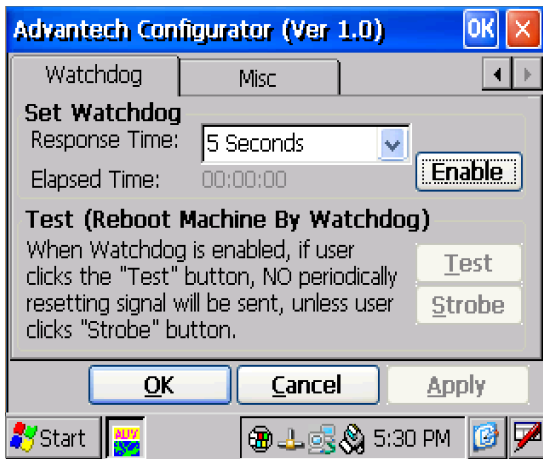 Advantech Configurator (Ver 1.0) OK
Watchdog Misc
Set Watchdog
Response Time: 5 Seconds
Elapsed Time: 00:00:00 Enable
Test (Reboot Machine By Watchdog)
When Watchdog is enabled, if user
clicks the "Test" button, NO periodically
resetting signal will be sent, unless user
clicks "Strobe" button.
Test
Strobe
OK Cancel Apply
Start AUV 5:30 PM